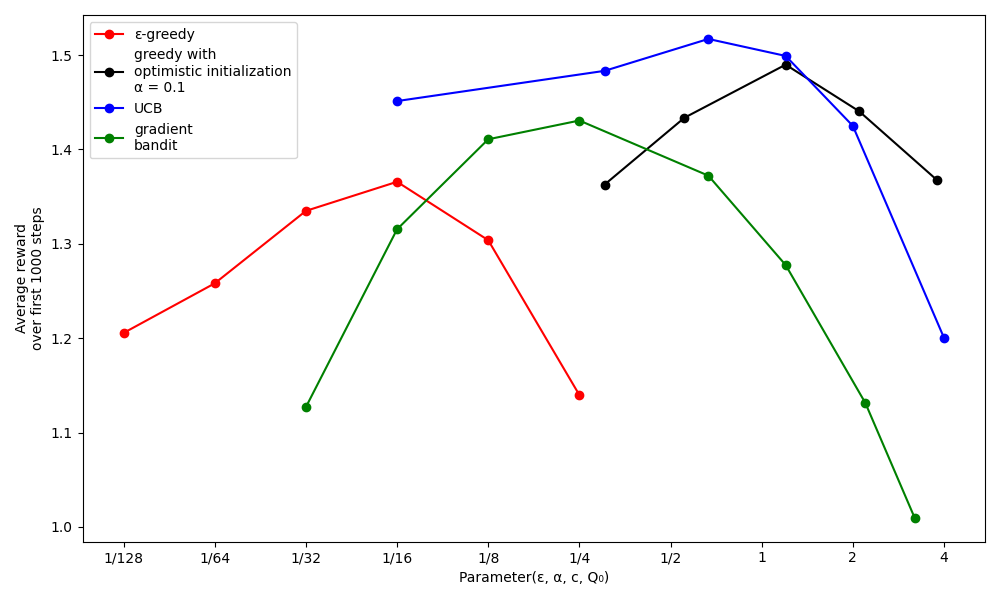 ε-greedy
greedy with
optimistic initialization
α = 0.1
UCB
gradient
bandit
1.5
1.4
1.3
1.2
1.1
1.0
Average reward
over first 1000 steps
1/128 1/64 1/32 1/16 1/8 1/4 1/2 1 2 4
Parameter(ε, α, c, Q₀)